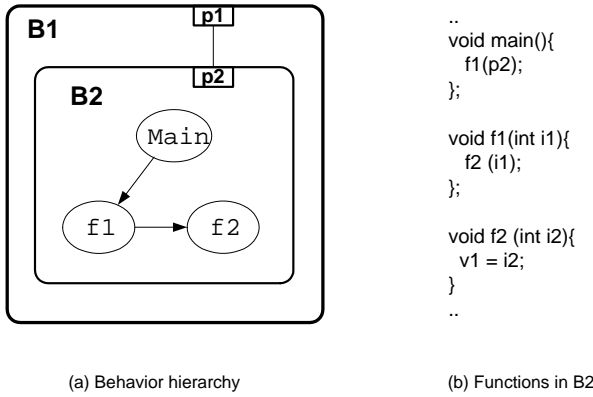 p1
B1
p2
B2
Main
f1
f2
(a) Behavior hierarchy
..
void main(){
f1(p2);
};
void f1(int i1){
f2 (i1);
};
void f2 (int i2){
v1 = i2;
}
..
(b) Functions in B2